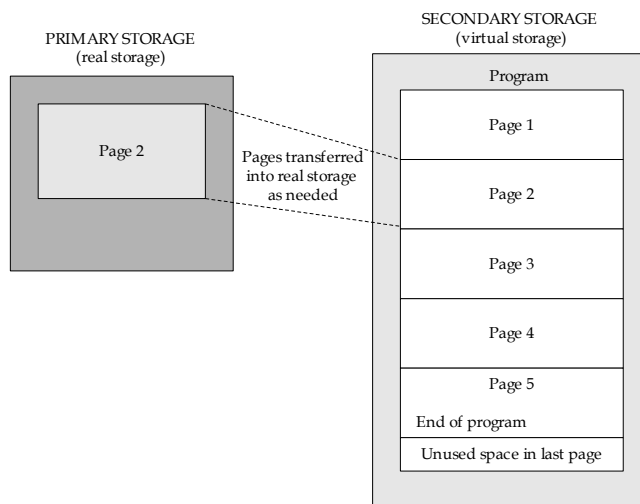 PRIMARY STORAGE
(real storage)
Page 2
Pages transferred
into real storage
as needed
SECONDARY STORAGE
(virtual storage)
Program
Page 1
Page 2
Page 3
Page 4
Page 5
End of program
Unused space in last page